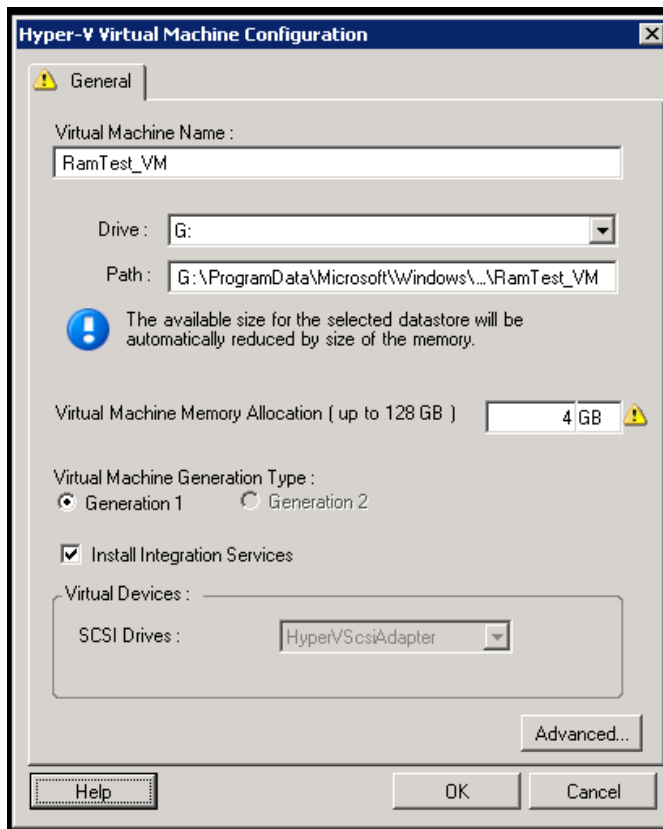 Hyper-V Virtual Machine Configuration
General
Virtual Machine Name :
RamTest_VM
Drive : G:
Path : G:\ProgramData\Microsoft\Windows\...\RamTest_VM
The available size for the selected datastore will be
automatically reduced by size of the memory.
Virtual Machine Memory Allocation ( up to 128 GB ) 4 GB
Virtual Machine Generation Type :
Generation 1 Generation 2
Install Integration Services
Virtual Devices :
SCSI Drives : HyperVScsiAdapter
Advanced...
Help OK Cancel